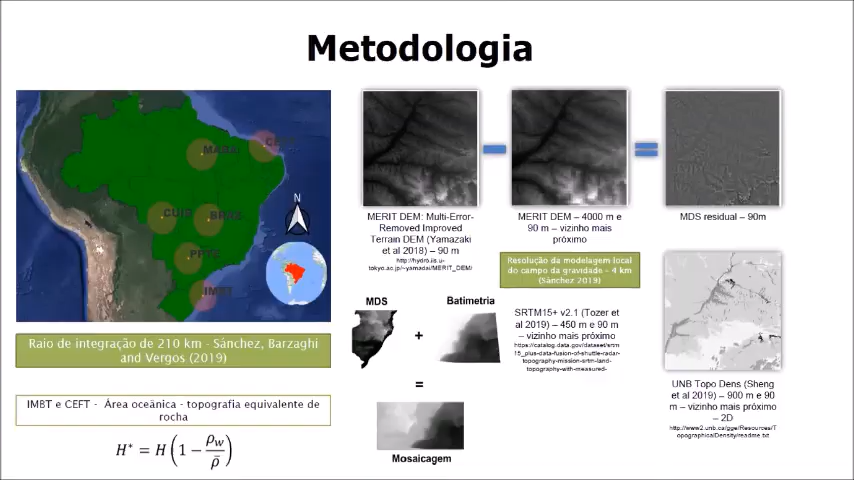 Metodologia
MABA
CUIB
BRAZ
PPTE
IMBT
N
Raio de integração de 210 km - Sánchez, Barzaghi
and Vergos (2019)
IMBT e CEFT - Área oceânica - topografia equivalente de
rocha
H* = H(1 − ρw/ρ̄)
MERIT DEM: Multi-Error-
Removed Improved
Terrain DEM (Yamazaki
et al 2018) – 90 m
http://hydro.iis.u-
tokyo.ac.jp/~yamadai/MERIT_DEM/
MERIT DEM – 4000 m e
90 m – vizinho mais
próximo
Resolução da modelagem local
do campo da gravidade – 4 km
(Sánchez 2019)
MDS residual – 90m
MDS
+
Batimetria
=
Mosaicagem
SRTM15+ v2.1 (Tozer et
al 2019) – 450 m e 90 m
– vizinho mais próximo
https://catalog.data.gov/dataset/srtm
15_plus-data-fusion-of-shuttle-radar-
topography-mission-srtm-land-
topography-with-measured-
UNB Topo Dens (Sheng
et al 2019) – 900 m e 90
m – vizinho mais próximo
– 2D
http://www2.unb.ca/gge/Resources/T
opographicalDensity/readme.txt